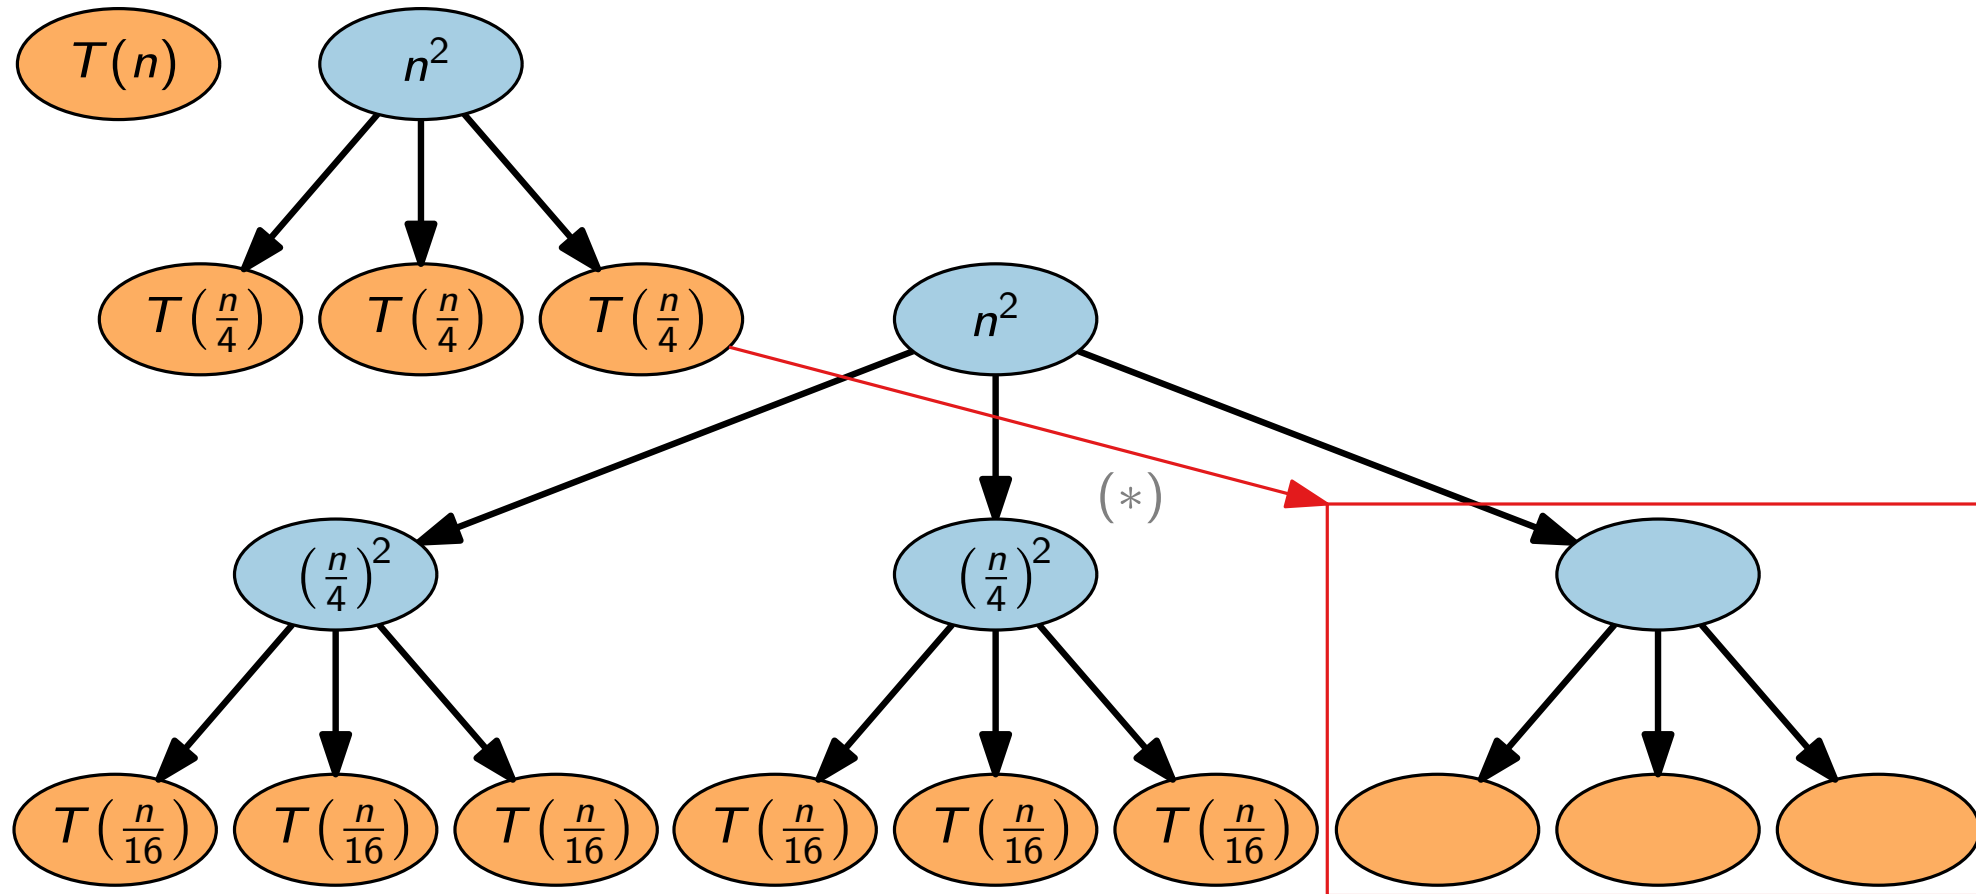 T(n) n²
T(n/4) T(n/4) T(n/4) n²
(*)
(n/4)² (n/4)²
T(n/16) T(n/16) T(n/16) T(n/16) T(n/16) T(n/16)